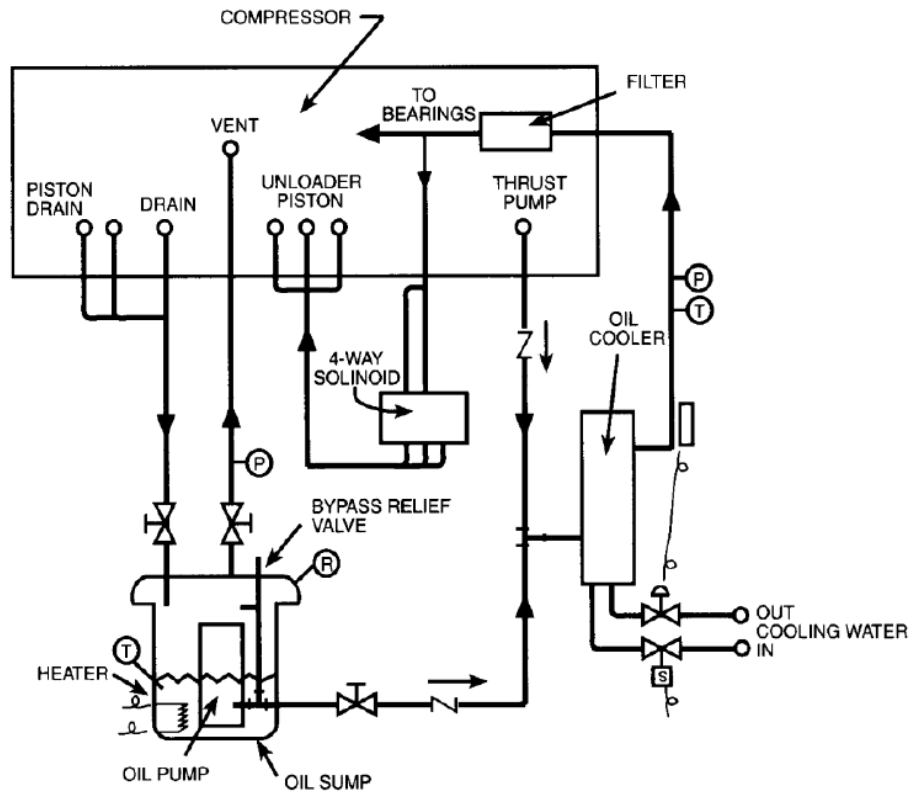 COMPRESSOR
FILTER
TO
BEARINGS
VENT
UNLOADER
PISTON
THRUST
PUMP
PISTON
DRAIN
DRAIN
P
T
OIL
COOLER
4-WAY
SOLINOID
P
BYPASS RELIEF
VALVE
R
OUT
COOLING WATER
IN
T
HEATER
S
OIL PUMP
OIL SUMP